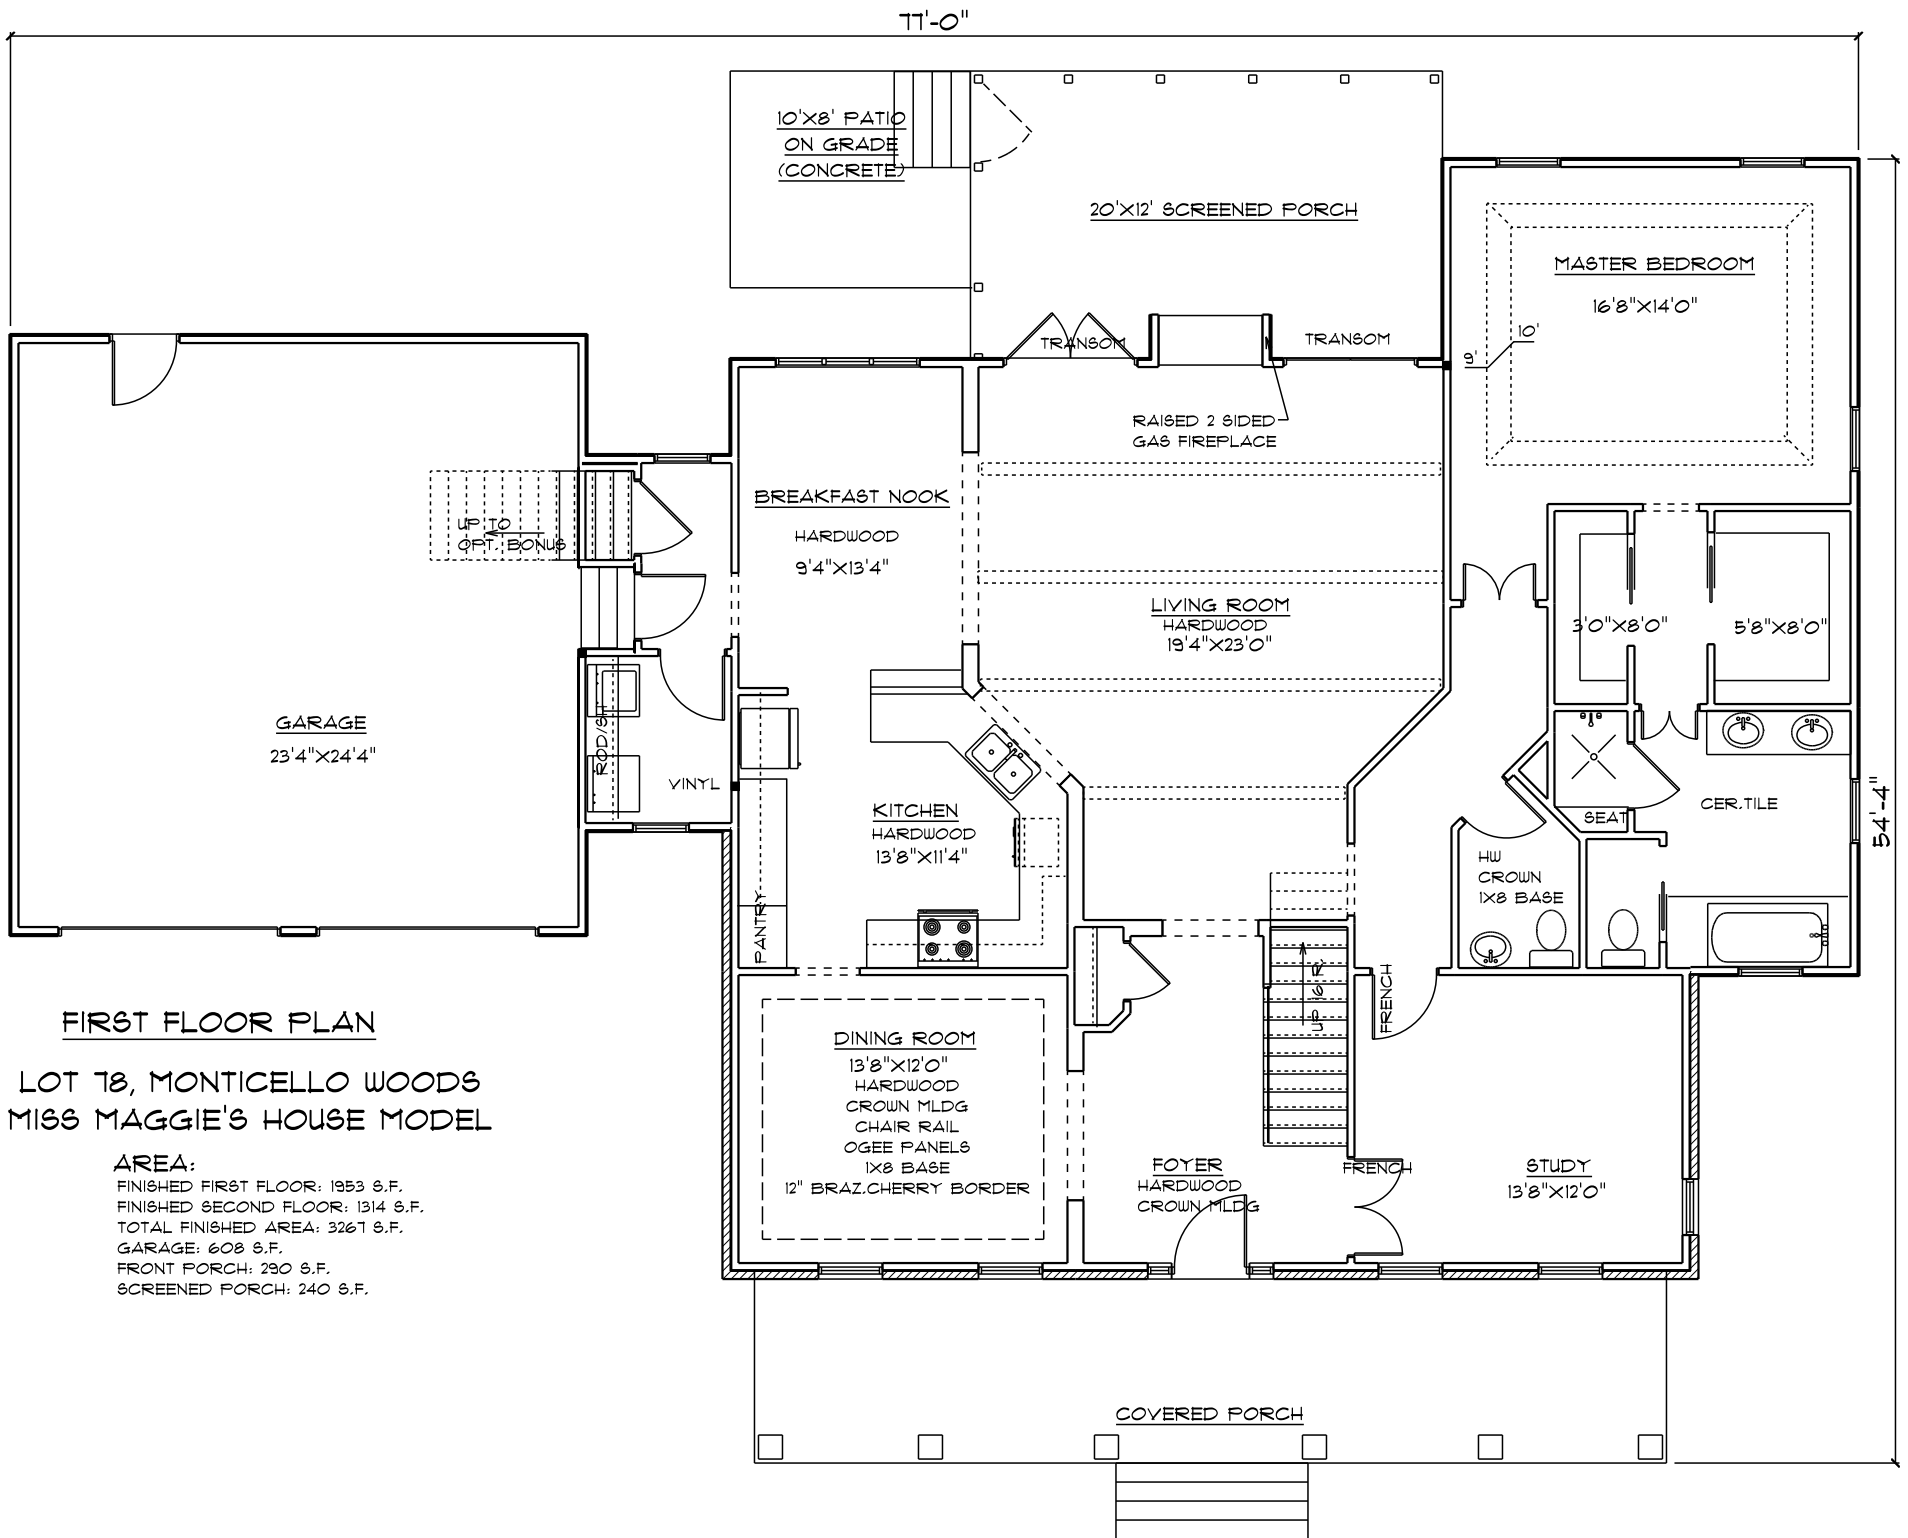 77'-0"
10'X8' PATIO
ON GRADE
(CONCRETE)
20'X12' SCREENED PORCH
MASTER BEDROOM
16'8"X14'0"
10'
9'
TRANSOM
TRANSOM
RAISED 2 SIDED
GAS FIREPLACE
BREAKFAST NOOK
HARDWOOD
9'4"X13'4"
UP TO
OPT. BONUS
LIVING ROOM
HARDWOOD
19'4"X23'0"
3'0"X8'0"
5'8"X8'0"
GARAGE
23'4"X24'4"
ROD/SH
VINYL
KITCHEN
HARDWOOD
13'8"X11'4"
PANTRY
SEAT
CER.TILE
54'-4"
HW
CROWN
1X8 BASE
UP 16 R.
FRENCH
FIRST FLOOR PLAN
LOT 78, MONTICELLO WOODS
MISS MAGGIE'S HOUSE MODEL
AREA:
FINISHED FIRST FLOOR: 1953 S.F.
FINISHED SECOND FLOOR: 1314 S.F.
TOTAL FINISHED AREA: 3267 S.F.
GARAGE: 608 S.F.
FRONT PORCH: 290 S.F.
SCREENED PORCH: 240 S.F.
DINING ROOM
13'8"X12'0"
HARDWOOD
CROWN MLDG
CHAIR RAIL
OGEE PANELS
1X8 BASE
12" BRAZ.CHERRY BORDER
FOYER
HARDWOOD
CROWN MLDG
FRENCH
STUDY
13'8"X12'0"
COVERED PORCH